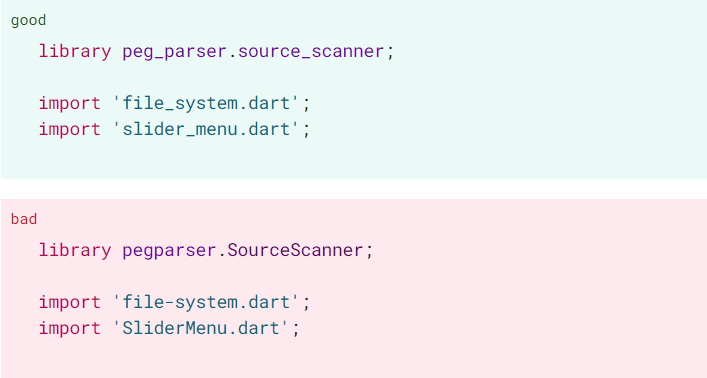 good
library peg_parser.source_scanner;
import 'file_system.dart';
import 'slider_menu.dart';
bad
library pegparser.SourceScanner;
import 'file-system.dart';
import 'SliderMenu.dart';